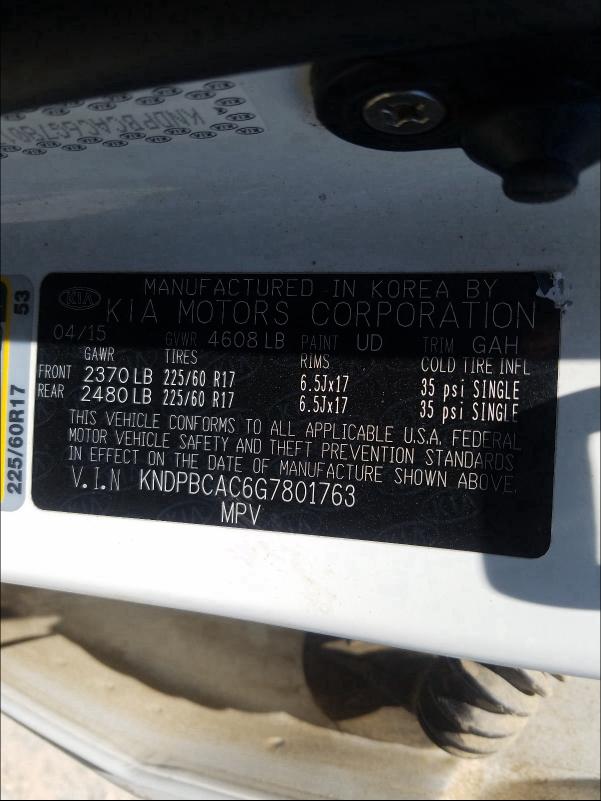 KNDPBCAC6G780
53
225/60R17
KIA
MANUFACTURED IN KOREA BY
KIA MOTORS CORPORATION
04/15 GVWR 4608 LB PAINT UD TRIM GAH
GAWR TIRES RIMS COLD TIRE INFL
FRONT 2370 LB 225/60 R17 6.5Jx17 35 psi SINGLE
REAR 2480 LB 225/60 R17 6.5Jx17 35 psi SINGLE
THIS VEHICLE CONFORMS TO ALL APPLICABLE U.S.A. FEDERAL
MOTOR VEHICLE SAFETY AND THEFT PREVENTION STANDARDS
IN EFFECT ON THE DATE OF MANUFACTURE SHOWN ABOVE.
V.I.N KNDPBCAC6G7801763
MPV